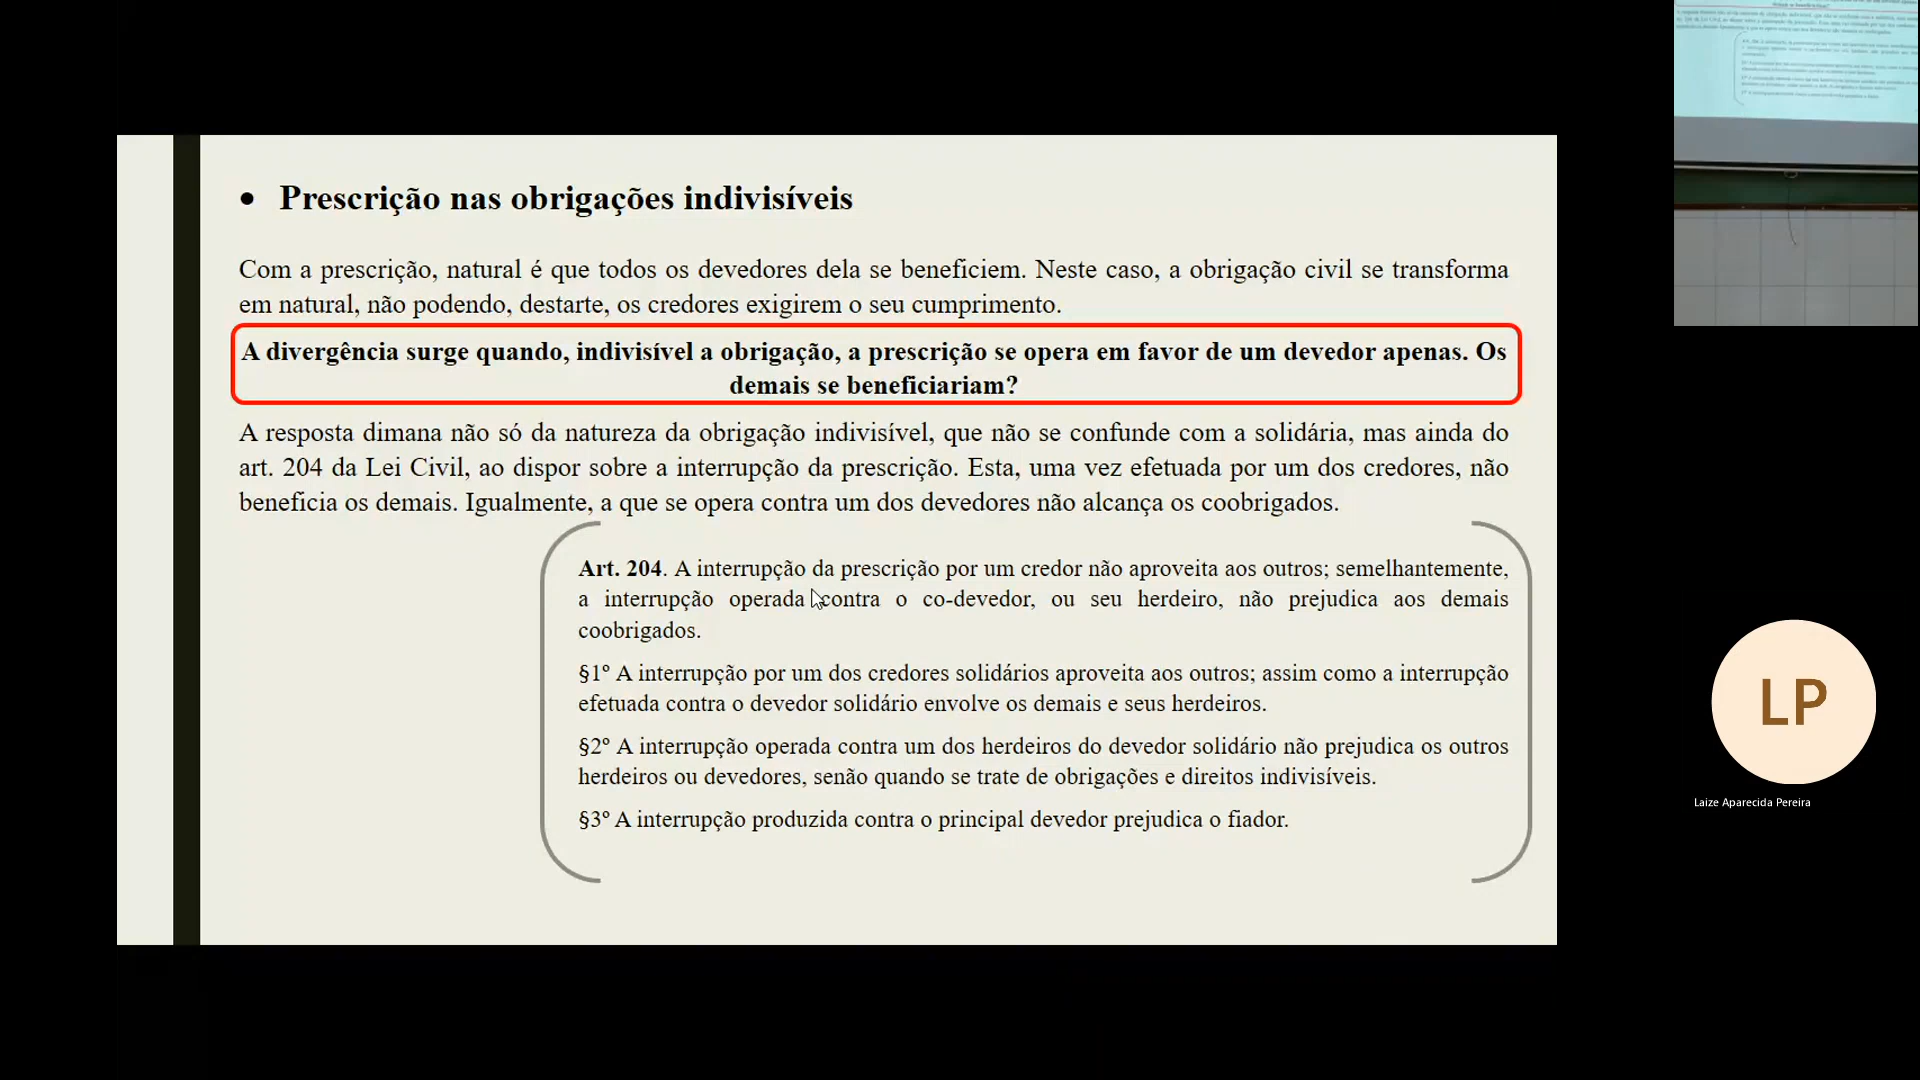 • Prescrição nas obrigações indivisíveis
Com a prescrição, natural é que todos os devedores dela se beneficiem. Neste caso, a obrigação civil se transforma
em natural, não podendo, destarte, os credores exigirem o seu cumprimento.
A divergência surge quando, indivisível a obrigação, a prescrição se opera em favor de um devedor apenas. Os
demais se beneficiariam?
A resposta dimana não só da natureza da obrigação indivisível, que não se confunde com a solidária, mas ainda do
art. 204 da Lei Civil, ao dispor sobre a interrupção da prescrição. Esta, uma vez efetuada por um dos credores, não
beneficia os demais. Igualmente, a que se opera contra um dos devedores não alcança os coobrigados.
Art. 204. A interrupção da prescrição por um credor não aproveita aos outros; semelhantemente,
a interrupção operada contra o co-devedor, ou seu herdeiro, não prejudica aos demais
coobrigados.
§1º A interrupção por um dos credores solidários aproveita aos outros; assim como a interrupção
efetuada contra o devedor solidário envolve os demais e seus herdeiros.
§2º A interrupção operada contra um dos herdeiros do devedor solidário não prejudica os outros
herdeiros ou devedores, senão quando se trate de obrigações e direitos indivisíveis.
§3º A interrupção produzida contra o principal devedor prejudica o fiador.
LP
Laize Aparecida Pereira